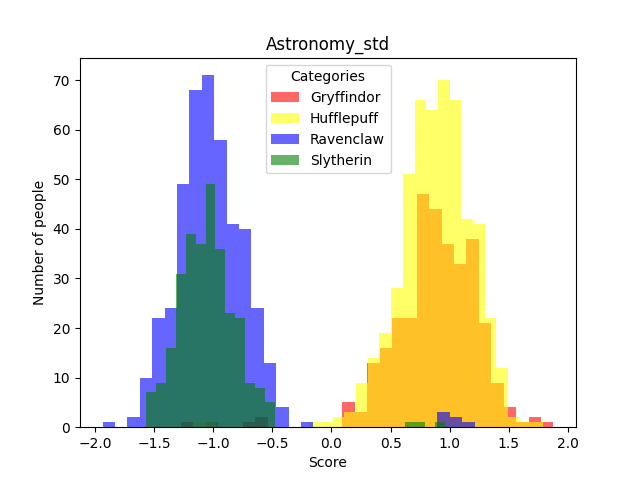 Astronomy_std
Categories
Gryffindor
Hufflepuff
Ravenclaw
Slytherin
Number of people
70
60
50
40
30
20
10
0
−2.0 −1.5 −1.0 −0.5 0.0 0.5 1.0 1.5 2.0
Score